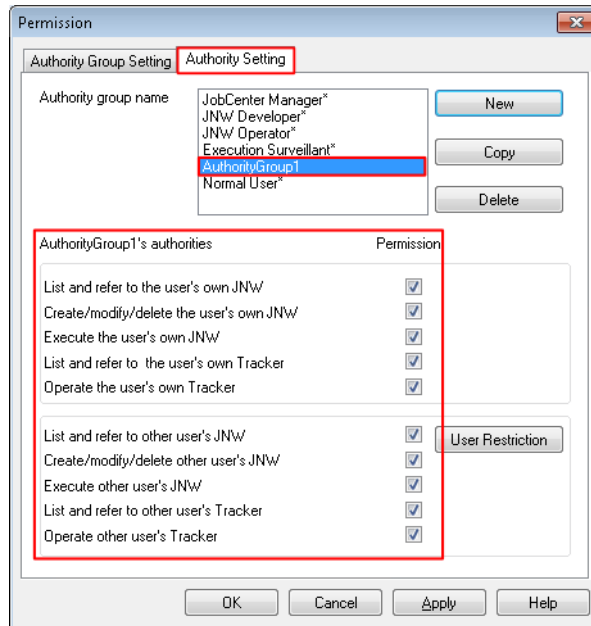 Permission
Authority Group Setting Authority Setting
Authority group name
JobCenter Manager*
JNW Developer*
JNW Operator*
Execution Surveillant*
AuthorityGroup1
Normal User*
New
Copy
Delete
AuthorityGroup1's authorities Permission
List and refer to the user's own JNW
Create/modify/delete the user's own JNW
Execute the user's own JNW
List and refer to  the user's own Tracker
Operate the user's own Tracker
List and refer to other user's JNW
User Restriction
Create/modify/delete other user's JNW
Execute other user's JNW
List and refer to other user's Tracker
Operate other user's Tracker
OK Cancel Apply Help